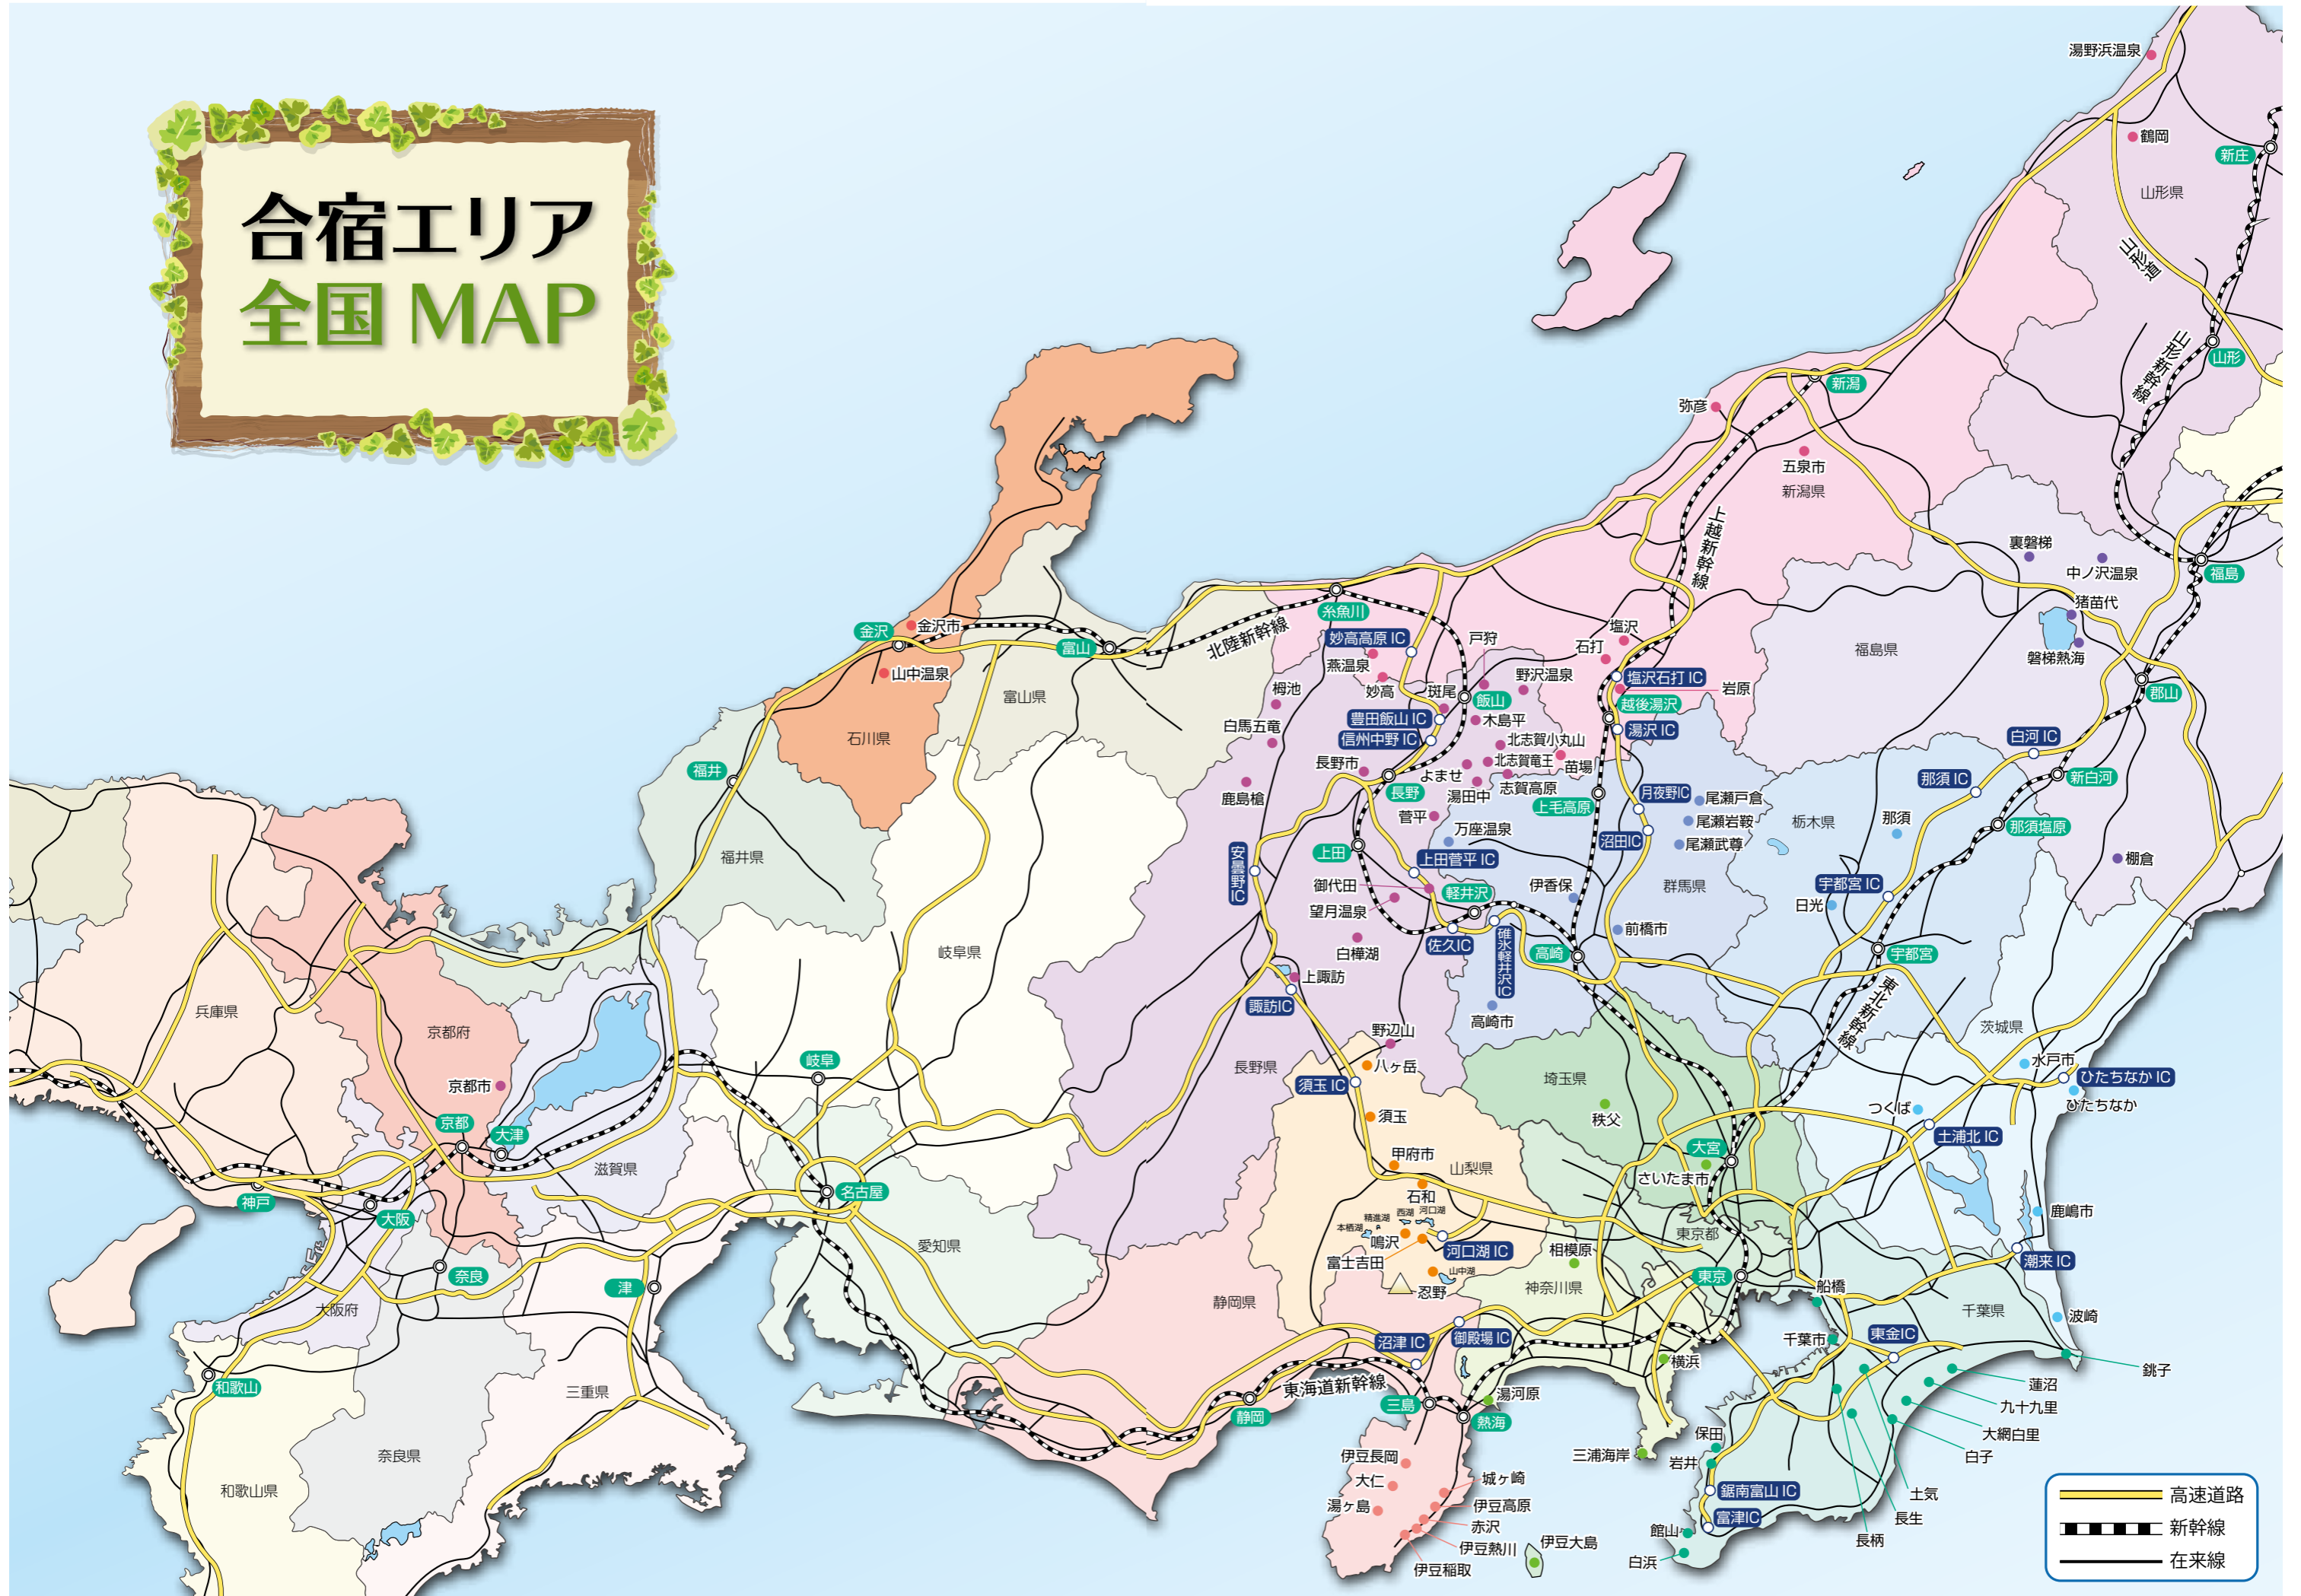 合宿エリア
全国 MAP
湯野浜温泉
鶴岡
新庄
山形県
山形道
山形新幹線
山形
新潟
弥彦
五泉市
新潟県
上越新幹線
裏磐梯
中ノ沢温泉
福島
猪苗代
福島県
磐梯熱海
郡山
白河 IC
新白河
那須 IC
那須塩原
那須
栃木県
棚倉
金沢
金沢市
山中温泉
富山
富山県
石川県
北陸新幹線
糸魚川
妙高高原 IC
燕温泉
妙高
戸狩
野沢温泉
斑尾
飯山
豊田飯山 IC
信州中野 IC
木島平
北志賀小丸山
北志賀竜王
よませ
湯田中
志賀高原
苗場
塩沢
石打
塩沢石打 IC
岩原
越後湯沢
湯沢 IC
栂池
白馬五竜
鹿島槍
長野市
長野
菅平
万座温泉
上毛高原
月夜野IC
沼田IC
尾瀬戸倉
尾瀬岩鞍
尾瀬武尊
群馬県
上田
上田菅平 IC
安曇野IC
御代田
望月温泉
軽井沢
伊香保
白樺湖
佐久IC
碓氷軽井沢IC
高崎
前橋市
高崎市
宇都宮 IC
日光
宇都宮
東北新幹線
茨城県
上諏訪
諏訪IC
野辺山
長野県
八ヶ岳
須玉 IC
須玉
甲府市
山梨県
石和
河口湖
西湖
精進湖
本栖湖
鳴沢
富士吉田
河口湖 IC
山中湖
忍野
埼玉県
秩父
大宮
さいたま市
東京都
東京
相模原
神奈川県
水戸市
ひたちなか IC
ひたちなか
つくば
土浦北 IC
鹿嶋市
潮来 IC
波崎
船橋
千葉県
千葉市
東金IC
銚子
蓮沼
九十九里
大網白里
白子
土気
長生
長柄
保田
岩井
鋸南富山 IC
富津IC
館山
白浜
横浜
三浦海岸
湯河原
熱海
三島
沼津 IC
御殿場 IC
東海道新幹線
静岡
静岡県
伊豆長岡
大仁
湯ヶ島
城ヶ崎
伊豆高原
赤沢
伊豆熱川
伊豆稲取
伊豆大島
福井
福井県
岐阜県
岐阜
名古屋
愛知県
兵庫県
京都府
京都市
京都
大津
滋賀県
神戸
大阪
奈良
津
大阪府
和歌山
三重県
奈良県
和歌山県
高速道路
新幹線
在来線